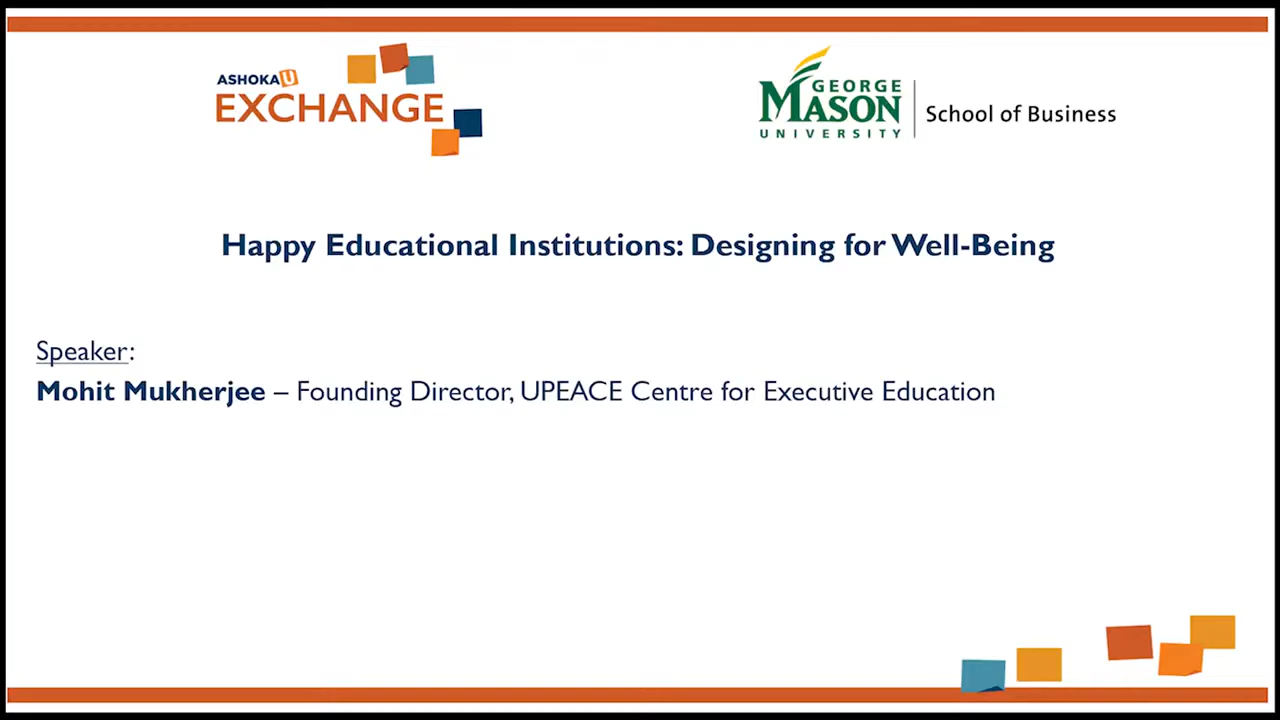 ASHOKA U
EXCHANGE
GEORGE
MASON
UNIVERSITY
School of Business
Happy Educational Institutions: Designing for Well-Being
Speaker:
Mohit Mukherjee – Founding Director, UPEACE Centre for Executive Education